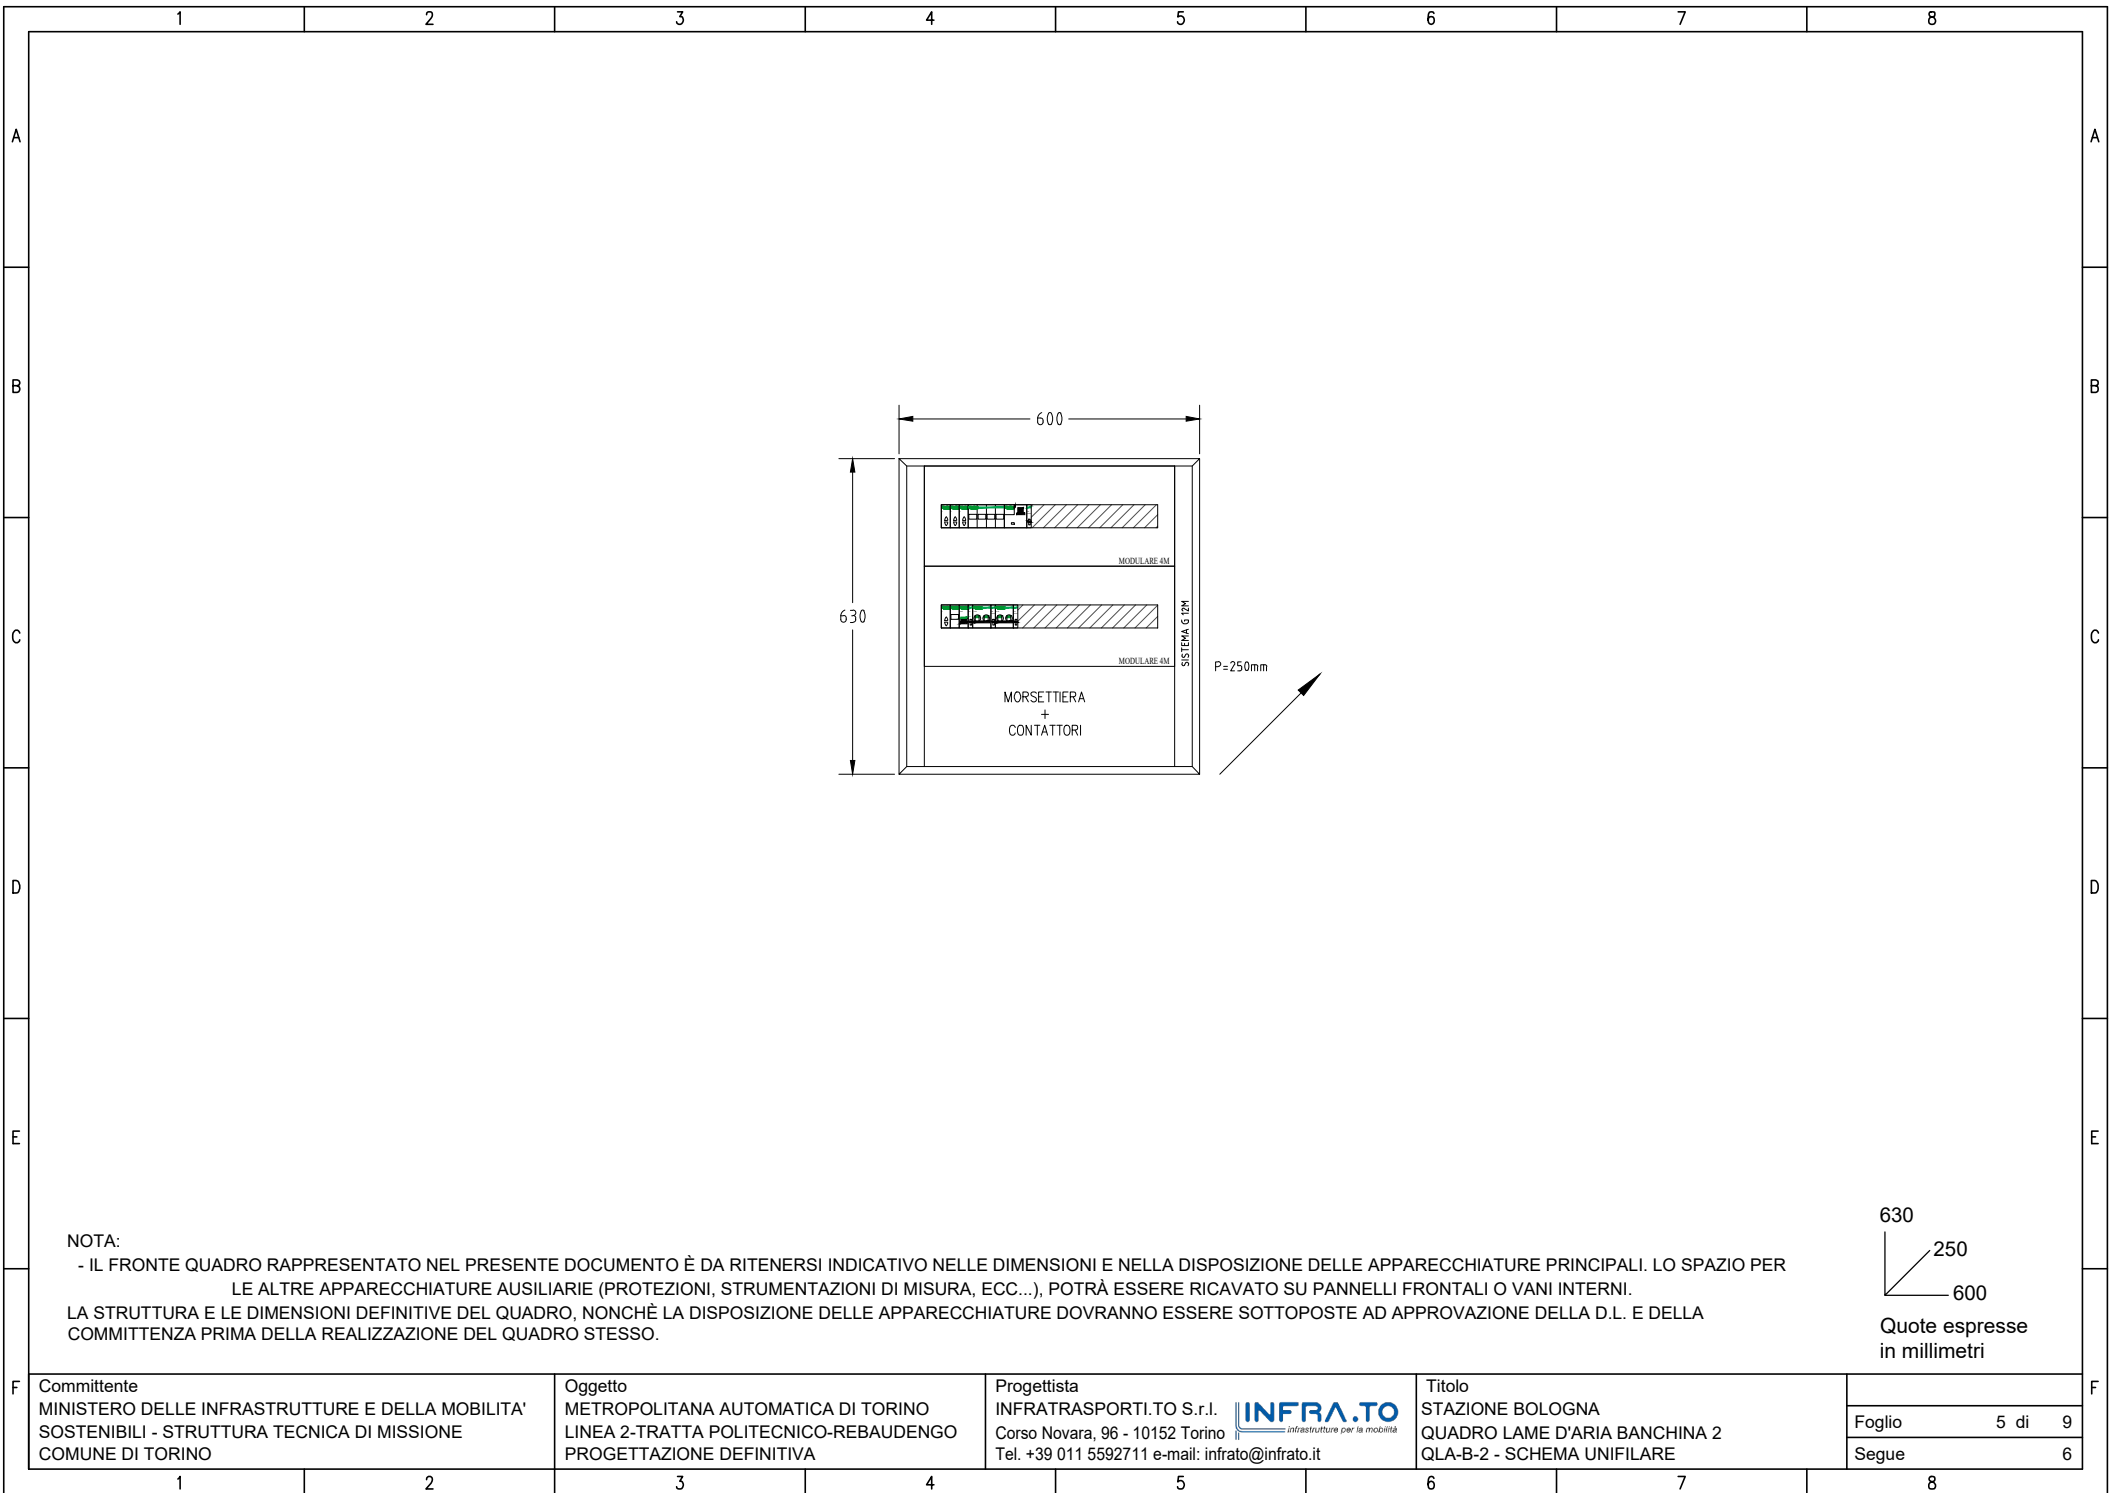 1 2 3 4 5 6 7 8
A A
B B
C C
D D
E E
F F
600
630
MODULARE 4M
MODULARE 4M
SISTEMA G 12M
MORSETTIERA
+
CONTATTORI
P=250mm
630
250
600
Quote espresse
in millimetri
NOTA:
- IL FRONTE QUADRO RAPPRESENTATO NEL PRESENTE DOCUMENTO È DA RITENERSI INDICATIVO NELLE DIMENSIONI E NELLA DISPOSIZIONE DELLE APPARECCHIATURE PRINCIPALI. LO SPAZIO PER
LE ALTRE APPARECCHIATURE AUSILIARIE (PROTEZIONI, STRUMENTAZIONI DI MISURA, ECC...), POTRÀ ESSERE RICAVATO SU PANNELLI FRONTALI O VANI INTERNI.
LA STRUTTURA E LE DIMENSIONI DEFINITIVE DEL QUADRO, NONCHÈ LA DISPOSIZIONE DELLE APPARECCHIATURE DOVRANNO ESSERE SOTTOPOSTE AD APPROVAZIONE DELLA D.L. E DELLA
COMMITTENZA PRIMA DELLA REALIZZAZIONE DEL QUADRO STESSO.
Committente
MINISTERO DELLE INFRASTRUTTURE E DELLA MOBILITA'
SOSTENIBILI - STRUTTURA TECNICA DI MISSIONE
COMUNE DI TORINO
Oggetto
METROPOLITANA AUTOMATICA DI TORINO
LINEA 2-TRATTA POLITECNICO-REBAUDENGO
PROGETTAZIONE DEFINITIVA
Progettista
INFRATRASPORTI.TO S.r.l.
Corso Novara, 96 - 10152 Torino
Tel. +39 011 5592711 e-mail: infrato@infrato.it
INFRA.TO
infrastrutture per la mobilità
Titolo
STAZIONE BOLOGNA
QUADRO LAME D'ARIA BANCHINA 2
QLA-B-2 - SCHEMA UNIFILARE
Foglio 5 di 9
Segue 6
1 2 3 4 5 6 7 8